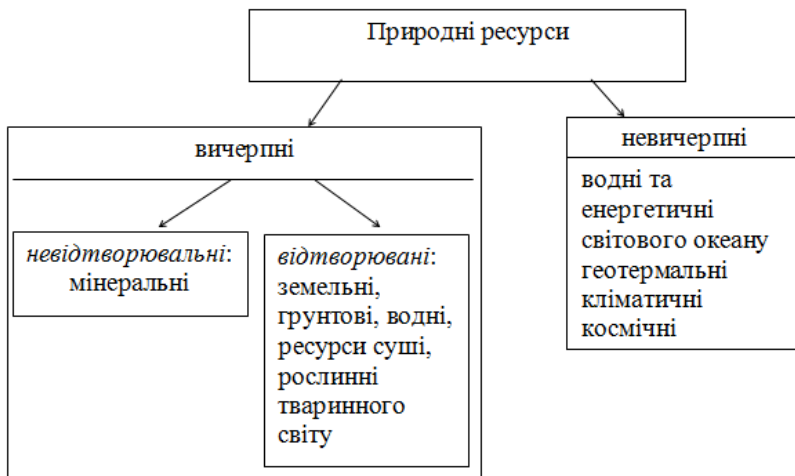 Природні ресурси
вичерпні
невідтворювальні:
мінеральні
відтворювані:
земельні,
грунтові, водні,
ресурси суші,
рослинні
тваринного
світу
невичерпні
водні та
енергетичні
світового океану
геотермальні
кліматичні
космічні